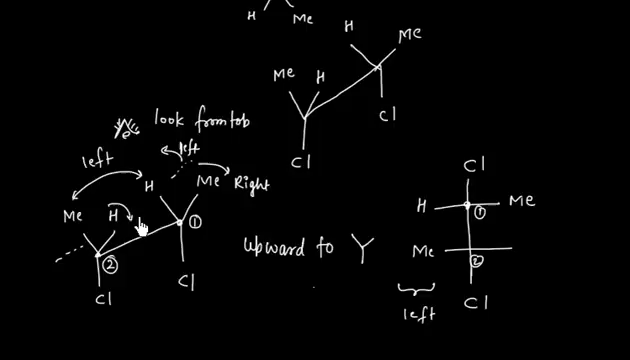 H Me
H Me
Me H
Cl
Cl
look from top
left
left
H Me Right
Me H
①
②
Cl
Cl
upward to Y
Cl
H Me
①
Me
②
Cl
left